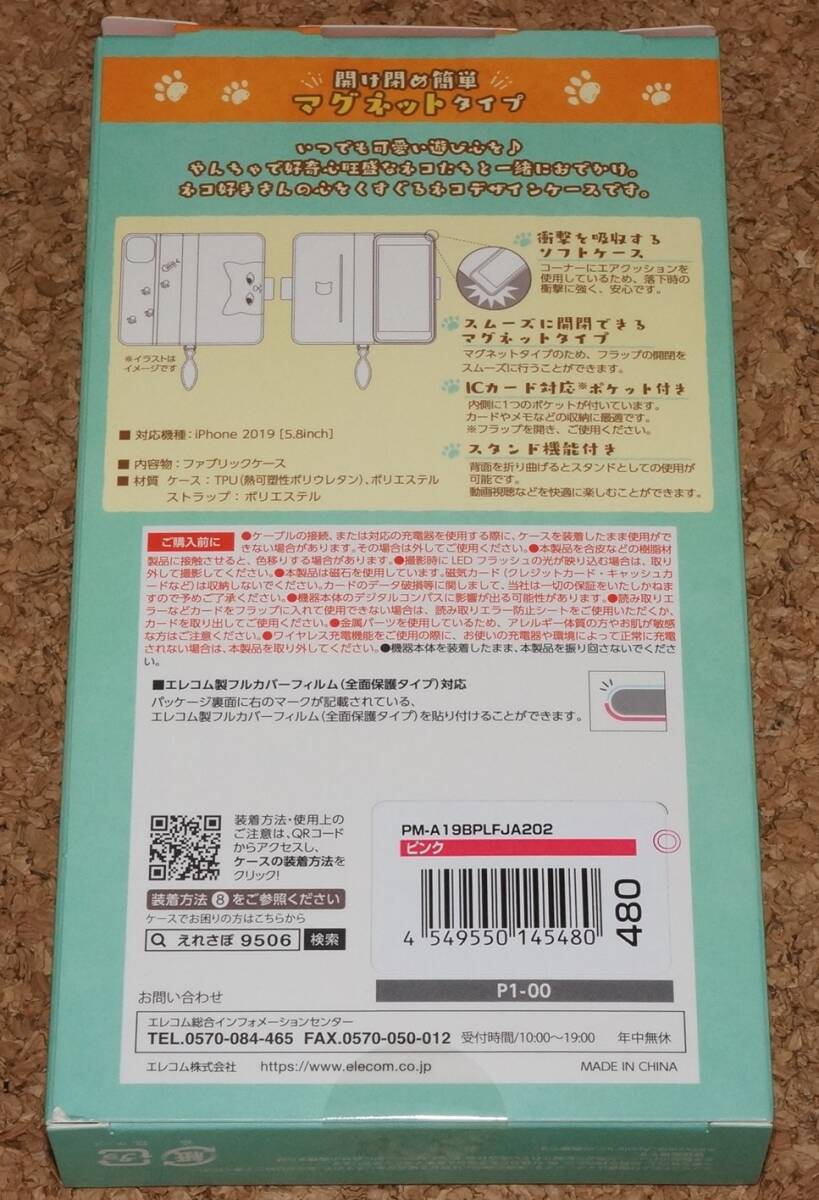 開け閉め簡単
マグネットタイプ
いつでも可愛い遊び心を♪
やんちゃで好奇心旺盛なネコたちと一緒におでかけ。
ネコ好きさんの心をくすぐるネコデザインケースです。
※イラストは
イメージです
衝撃を吸収する
ソフトケース
コーナーにエアクッションを
使用しているため、落下時の
衝撃に強く、安心です。
スムーズに開閉できる
マグネットタイプ
マグネットタイプのため、フラップの開閉を
スムーズに行うことができます。
ICカード対応※ポケット付き
内側に1つのポケットが付いています。
カードやメモなどの収納に最適です。
※フラップを開き、ご使用ください。
スタンド機能付き
背面を折り曲げるとスタンドとしての使用が
可能です。
動画視聴などを快適に楽しむことができます。
■対応機種：iPhone 2019 [5.8inch]
■内容物：ファブリックケース
■材質 ケース：TPU（熱可塑性ポリウレタン）、ポリエステル
ストラップ：ポリエステル
ご購入前に
●ケーブルの接続、または対応の充電器を使用する際に、ケースを装着したまま使用がで
きない場合があります。その場合は外してご使用ください。●本製品を合皮などの樹脂材
製品に接触させると、色移りする場合があります。●撮影時にLEDフラッシュの光が映り込む場合は、取り
外して撮影してください。●本製品は磁石を使用しています。磁気カード（クレジットカード・キャッシュカ
ードなど）は収納しないでください。カードのデータ破損等に関しまして、当社は一切の保証をいたしかねま
すので予めご了承ください。●機器本体のデジタルコンパスに影響が出る可能性があります。●読み取りエ
ラーなどカードをフラップに入れて使用できない場合は、読み取りエラー防止シートをご使用いただくか、
カードを取り出してご使用ください。●金属パーツを使用しているため、アレルギー体質の方やお肌が敏感
な方はご注意ください。●ワイヤレス充電機能をご使用の際に、お使いの充電器や環境によって正常に充電
されない場合は、本製品を取り外してください。●機器本体を装着したまま、本製品を振り回さないでくださ
い。
■エレコム製フルカバーフィルム（全面保護タイプ）対応
パッケージ裏面に右のマークが記載されている、
エレコム製フルカバーフィルム（全面保護タイプ）を貼り付けることができます。
装着方法・使用上の
ご注意は、QRコード
からアクセスし、
ケースの装着方法を
クリック！
装着方法⑧をご参照ください
ケースでお困りの方はこちらから
えれさぽ 9506 検索
PM-A19BPLFJA202
ピンク
4 549550 145480
480
P1-00
お問い合わせ
エレコム総合インフォメーションセンター
TEL.0570-084-465 FAX.0570-050-012 受付時間/10:00～19:00 年中無休
エレコム株式会社 https://www.elecom.co.jp MADE IN CHINA
紙
プラ